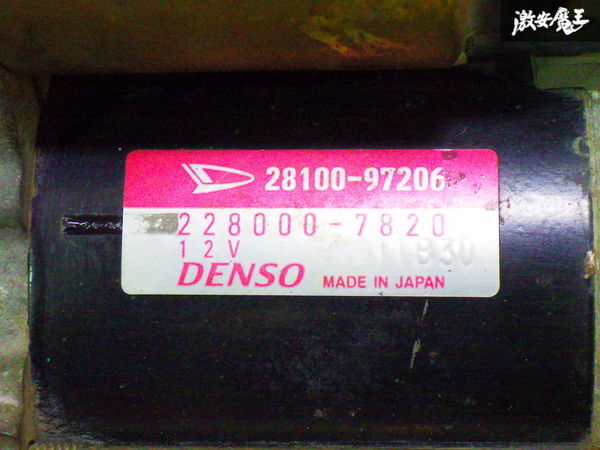 激安魔王
28100-97206
228000-7820
12V
DENSO MADE IN JAPAN